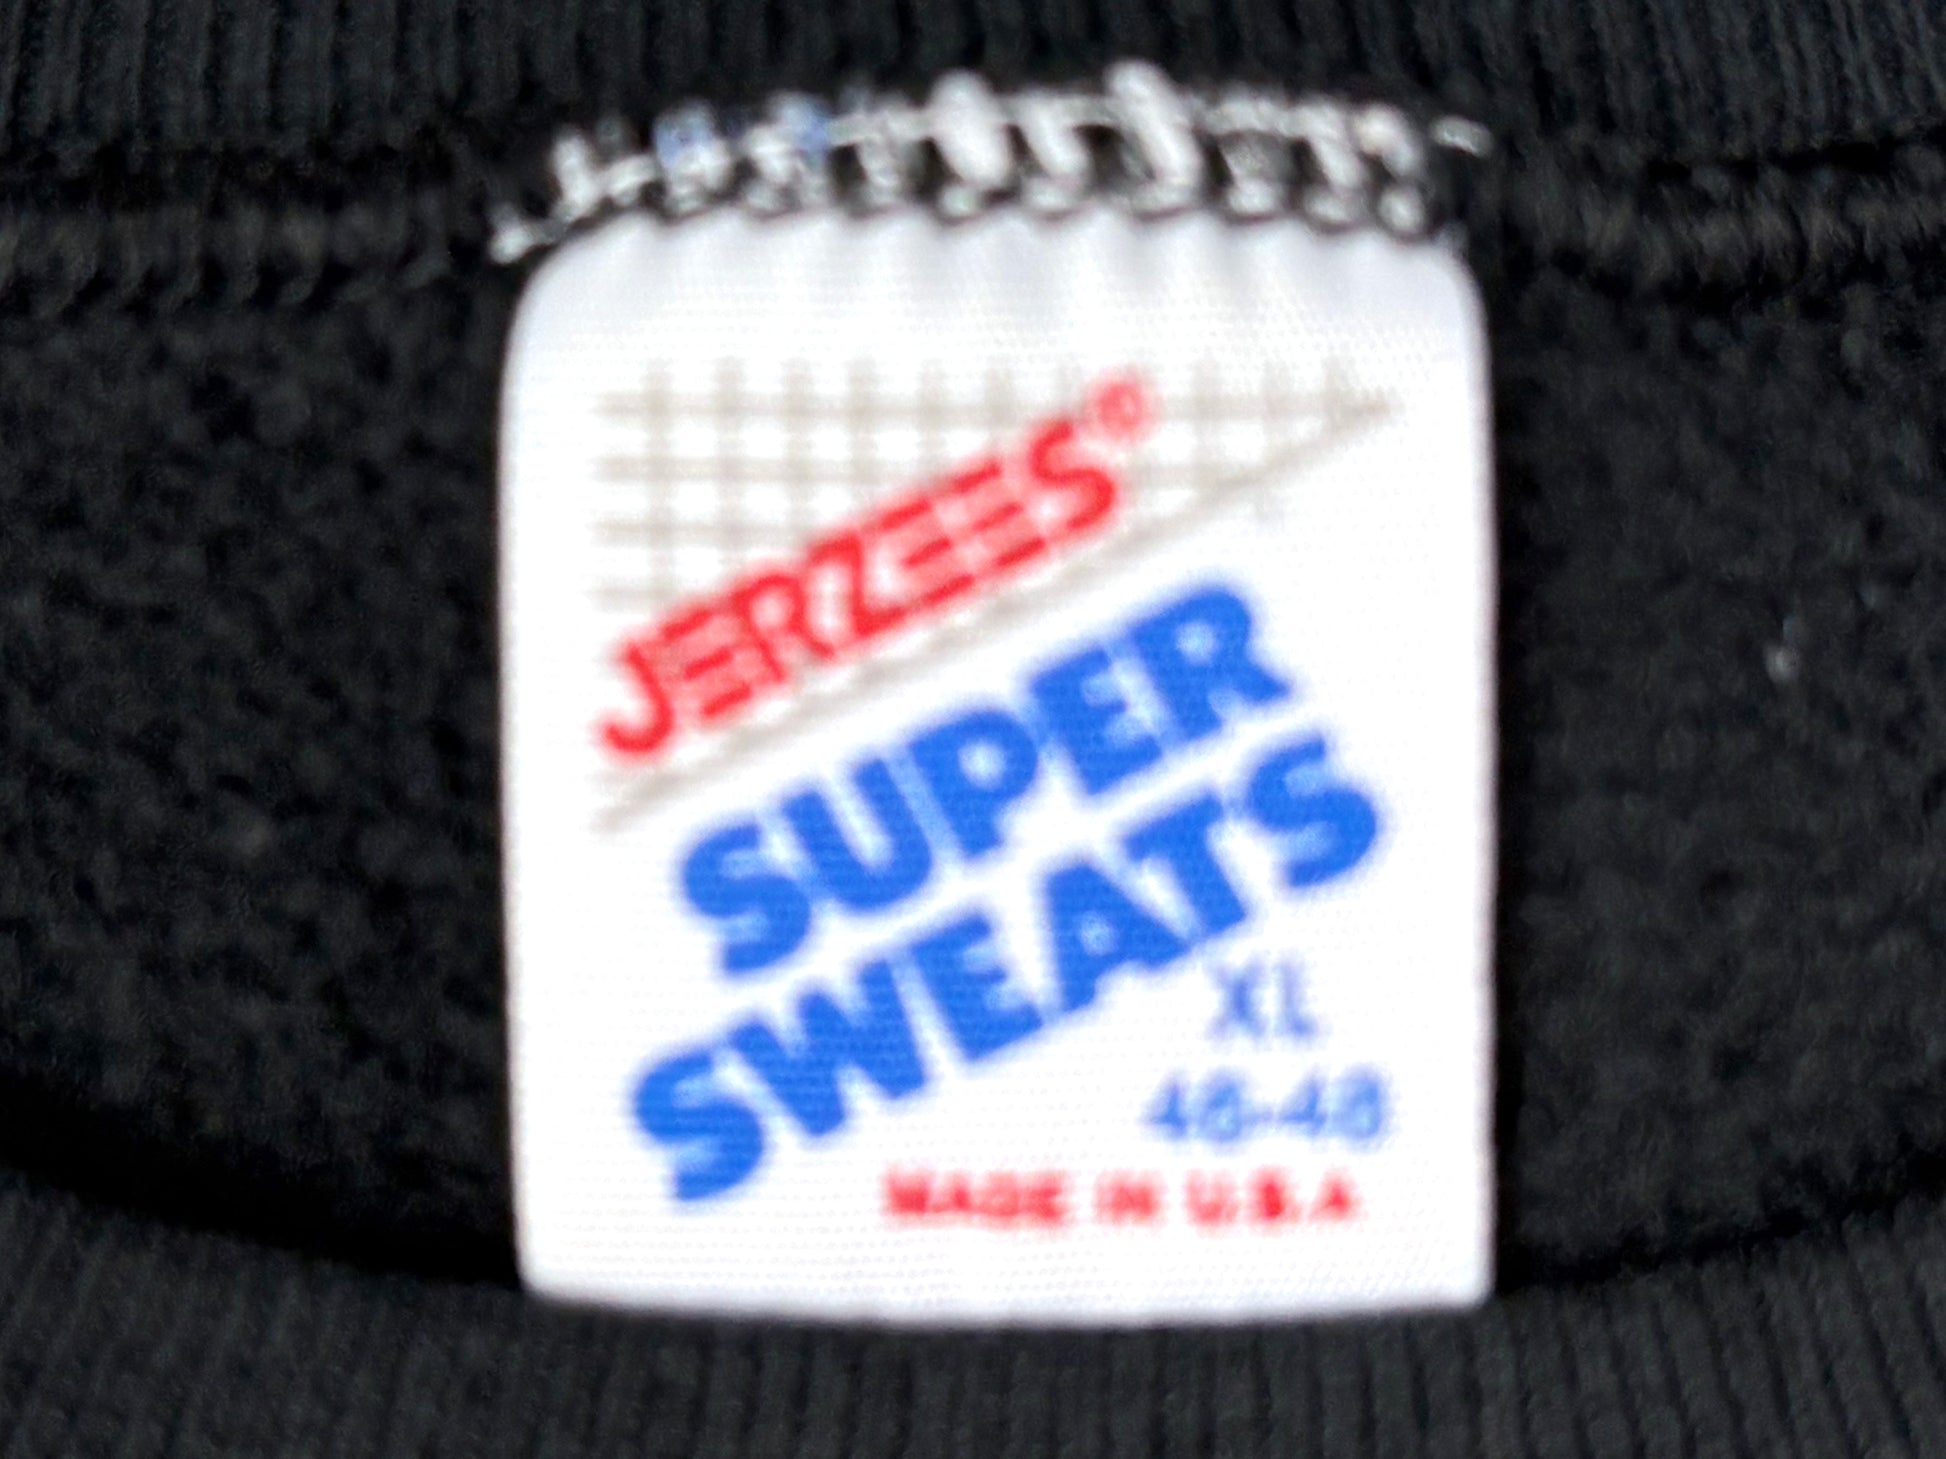 JERZEES®
SUPER
SWEATS
XL
46-48
MADE IN U.S.A